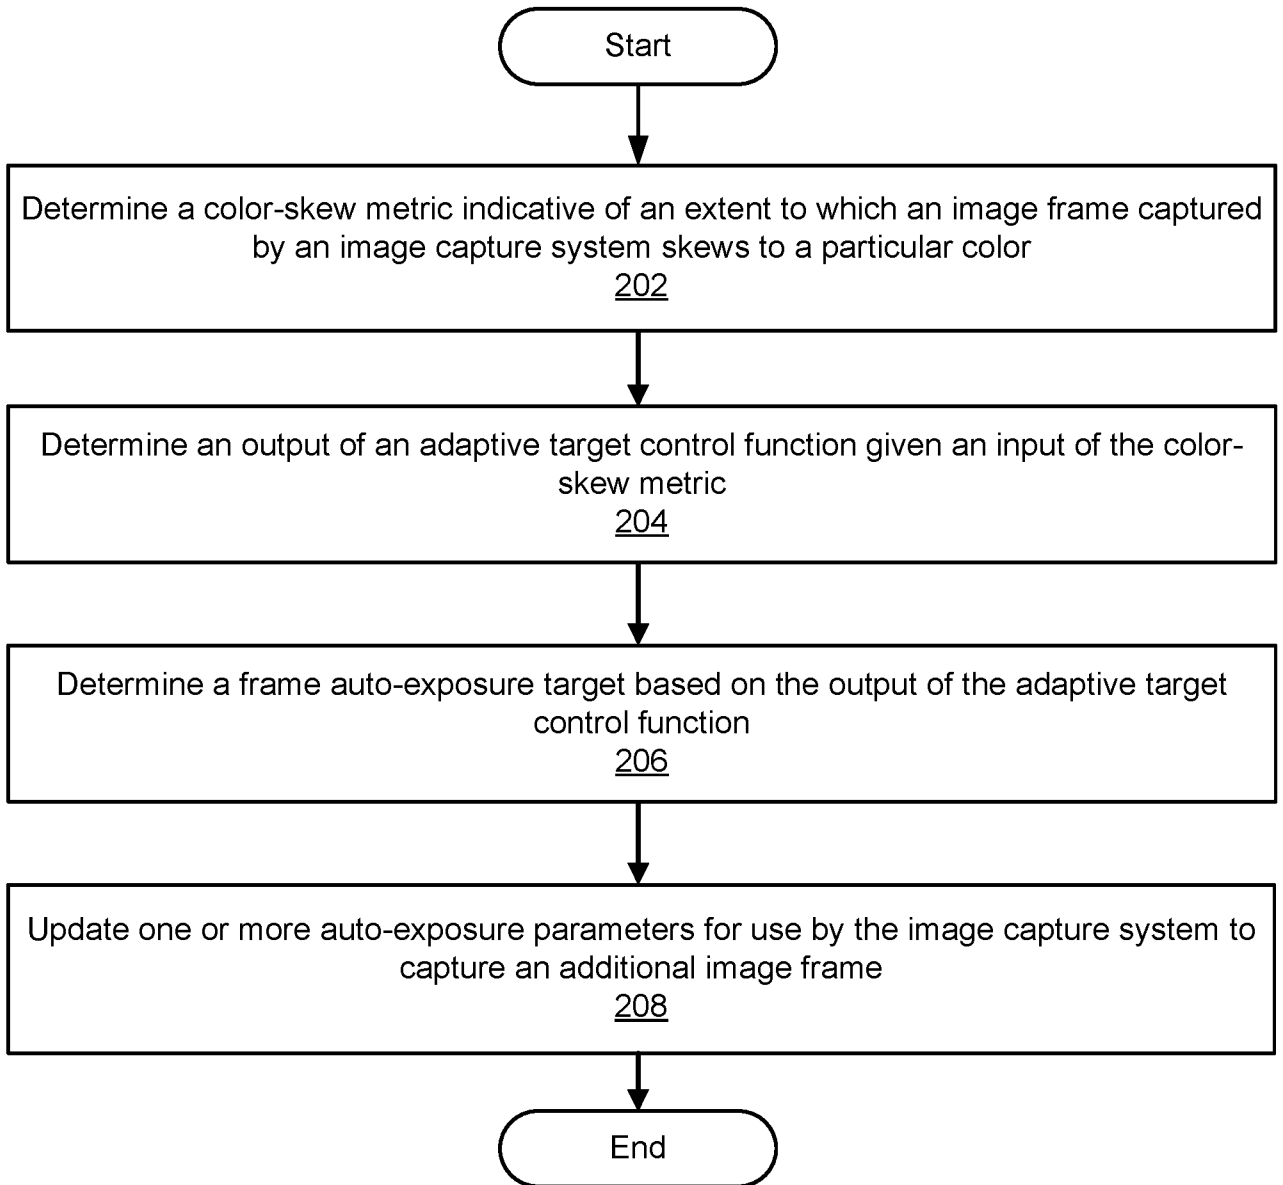 Start
Determine a color-skew metric indicative of an extent to which an image frame captured
by an image capture system skews to a particular color
202
Determine an output of an adaptive target control function given an input of the color-
skew metric
204
Determine a frame auto-exposure target based on the output of the adaptive target
control function
206
Update one or more auto-exposure parameters for use by the image capture system to
capture an additional image frame
208
End